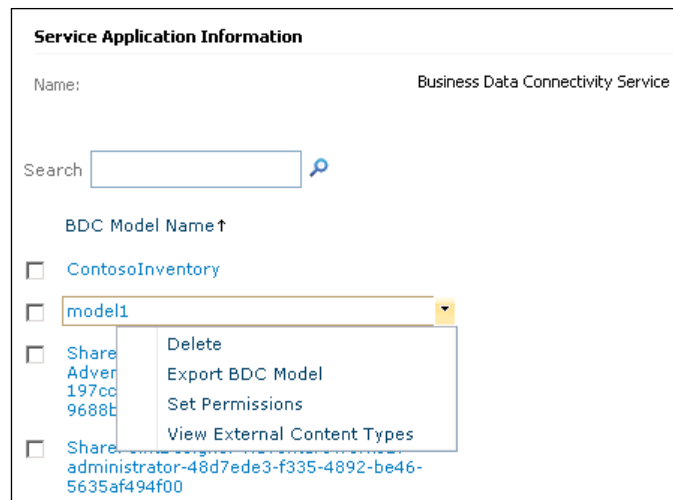 Service Application Information
Name:
Business Data Connectivity Service
Search
BDC Model Name↑
ContosoInventory
model1
Delete
Export BDC Model
Set Permissions
View External Content Types
administrator-48d7ede3-f335-4892-be46-
5635af494f00